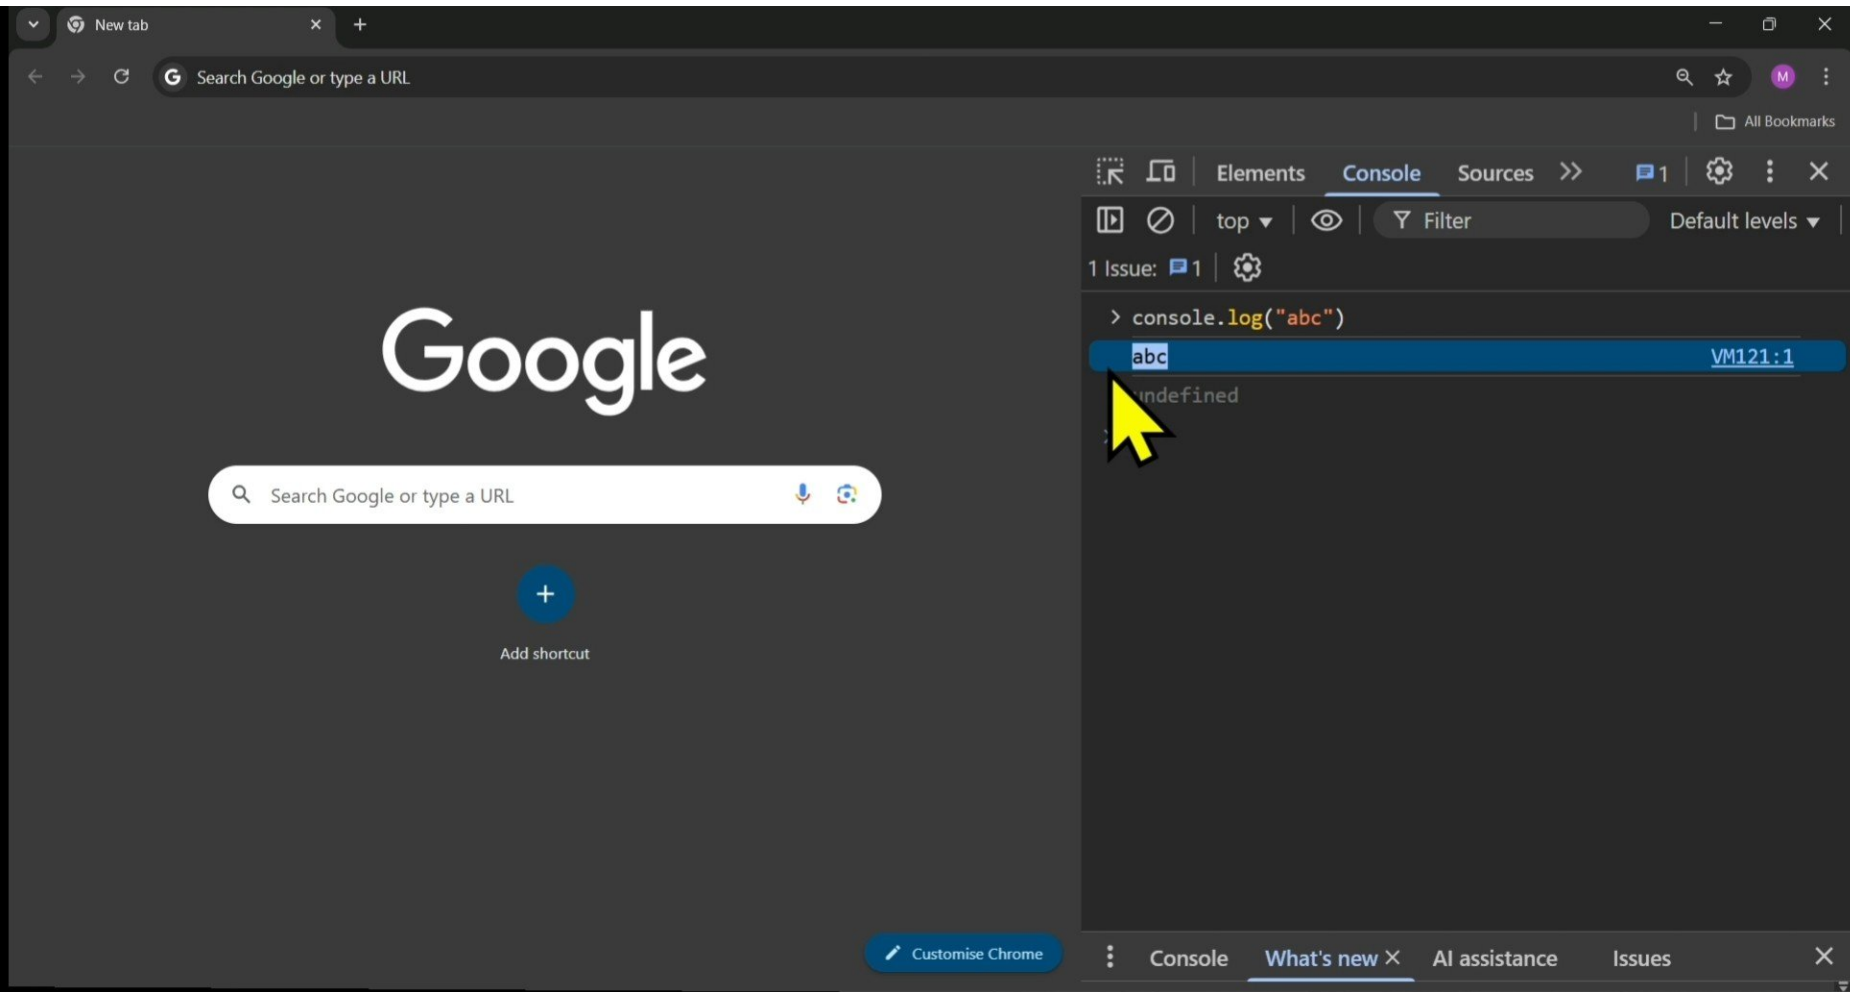 New tab
G Search Google or type a URL
M
All Bookmarks
Elements Console Sources 1
top Filter Default levels
1 Issue: 1
> console.log("abc")
abc VM121:1
undefined
Google
Search Google or type a URL
Add shortcut
Customise Chrome
Console What's new AI assistance Issues